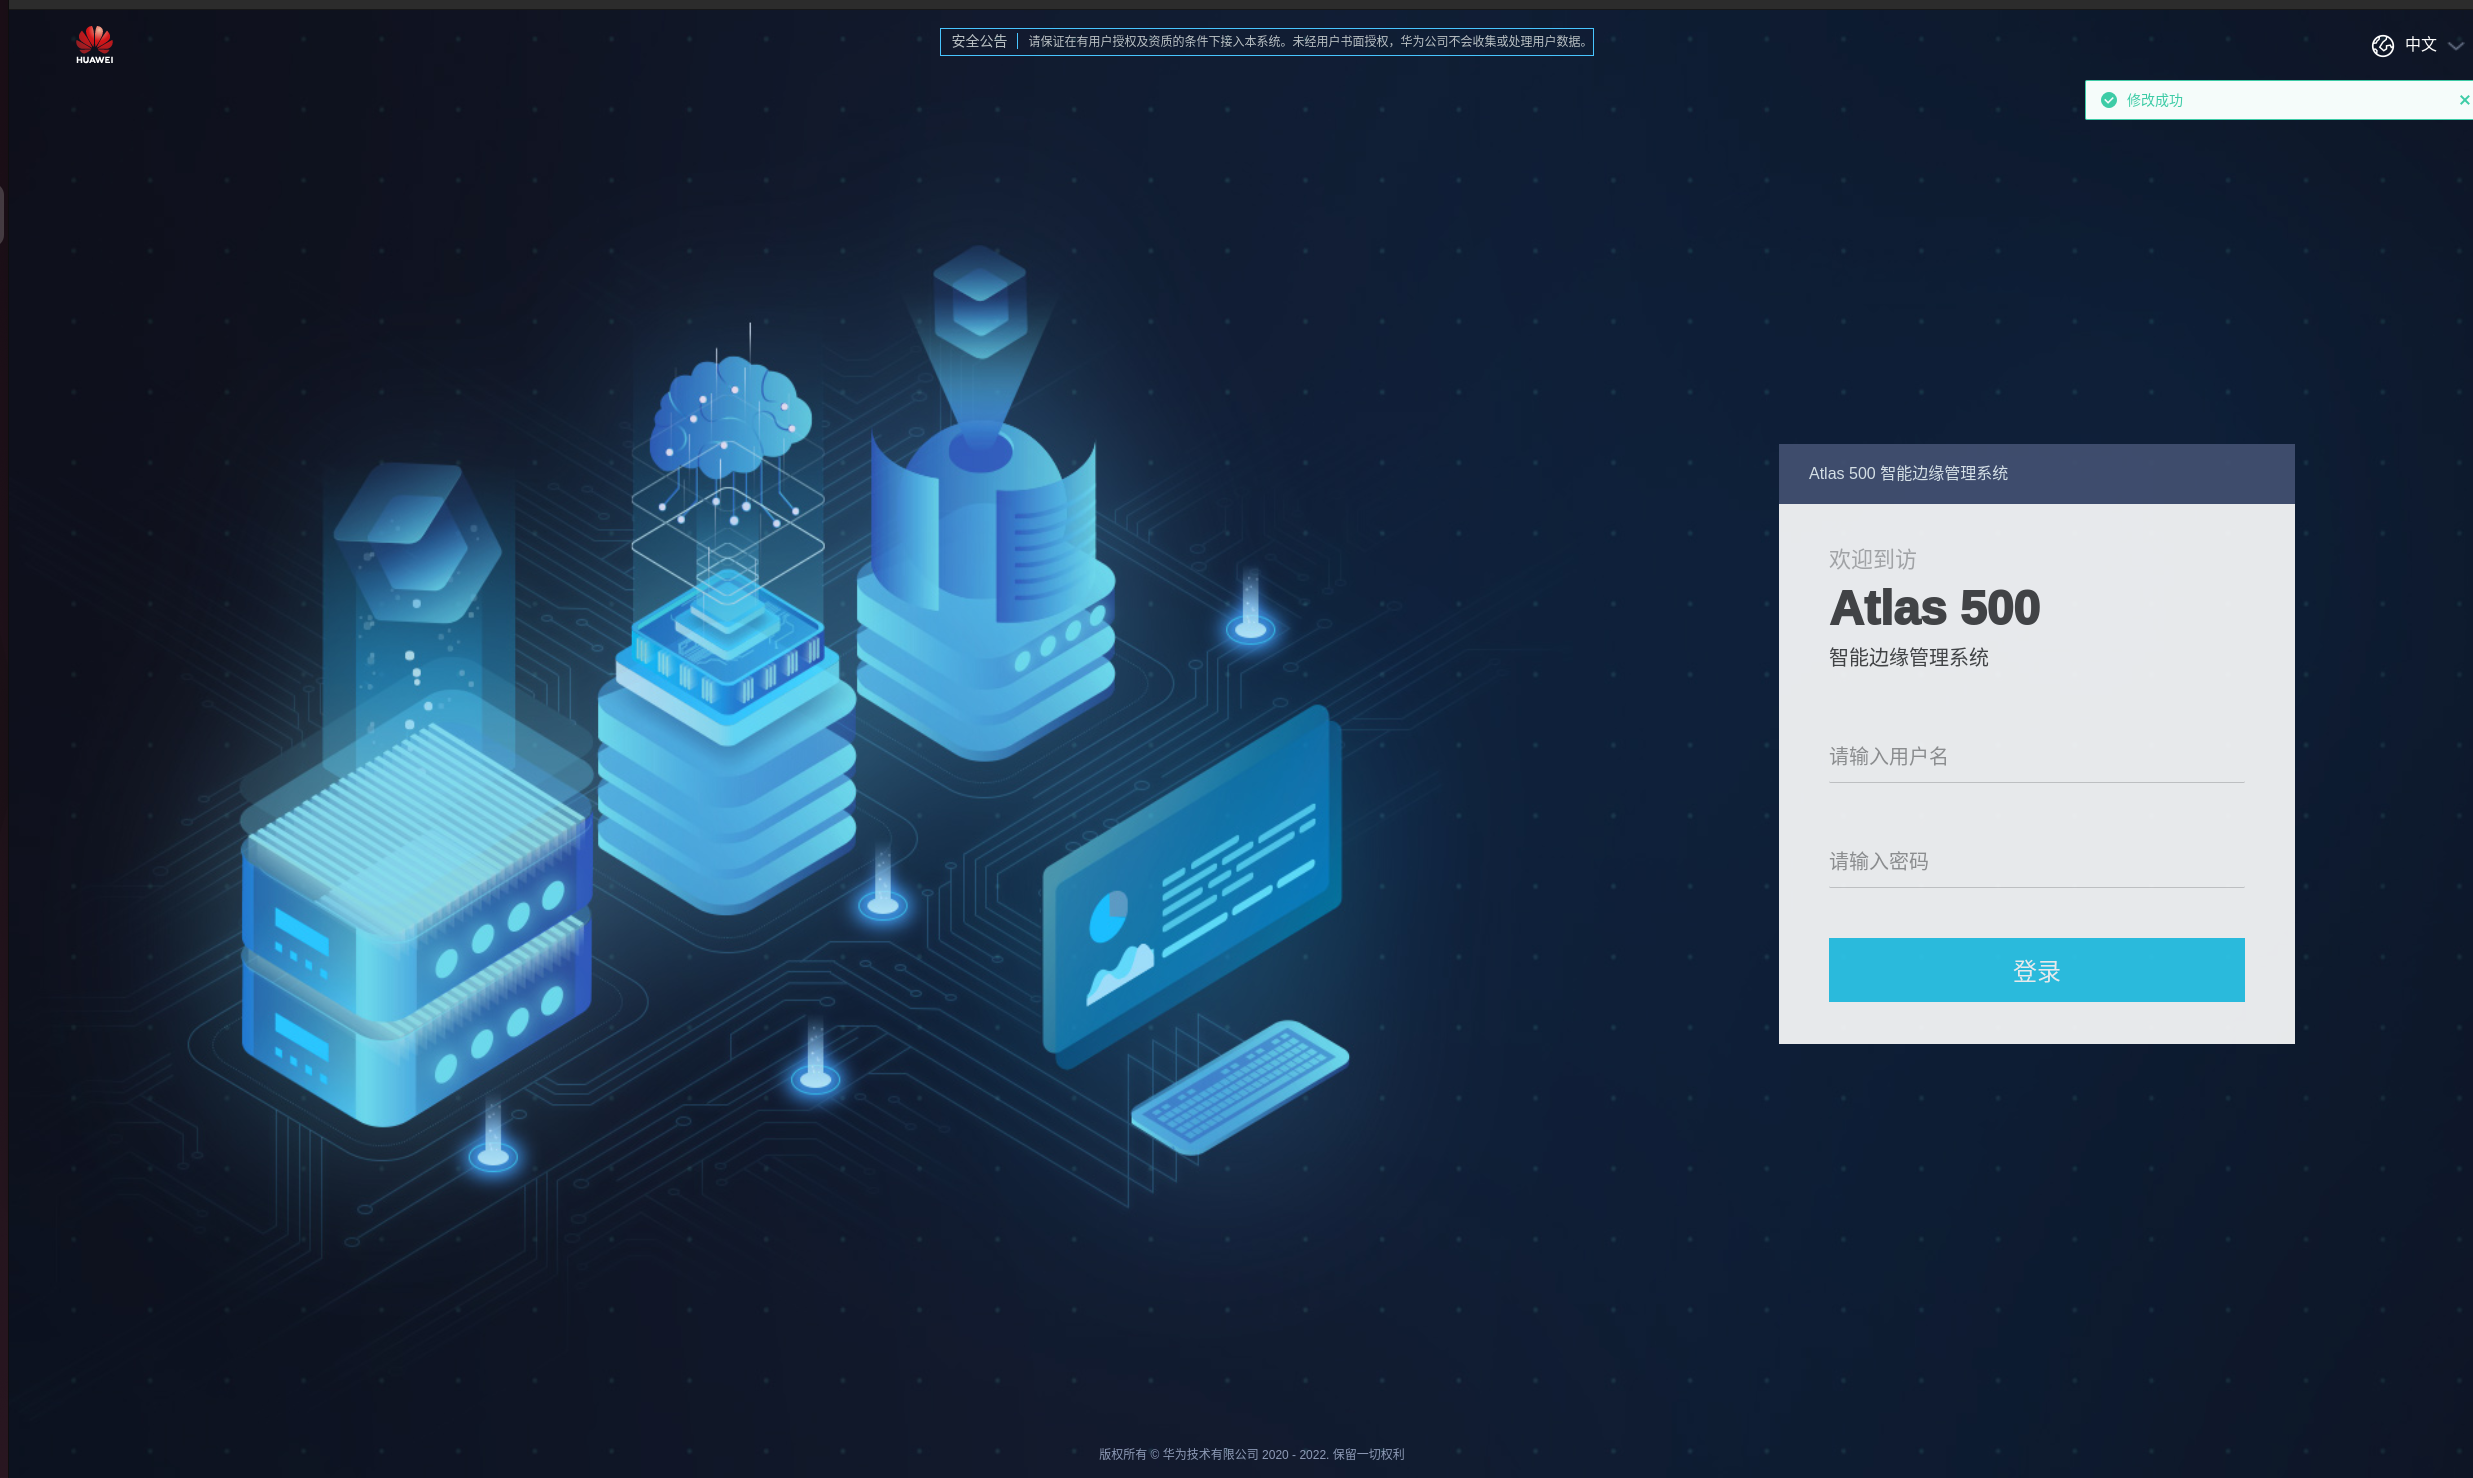 HUAWEI
安全公告
请保证在有用户授权及资质的条件下接入本系统。未经用户书面授权，华为公司不会收集或处理用户数据。
中文
修改成功
Atlas 500 智能边缘管理系统
欢迎到访
Atlas 500
智能边缘管理系统
请输入用户名
请输入密码
登录
版权所有 © 华为技术有限公司 2020 - 2022. 保留一切权利